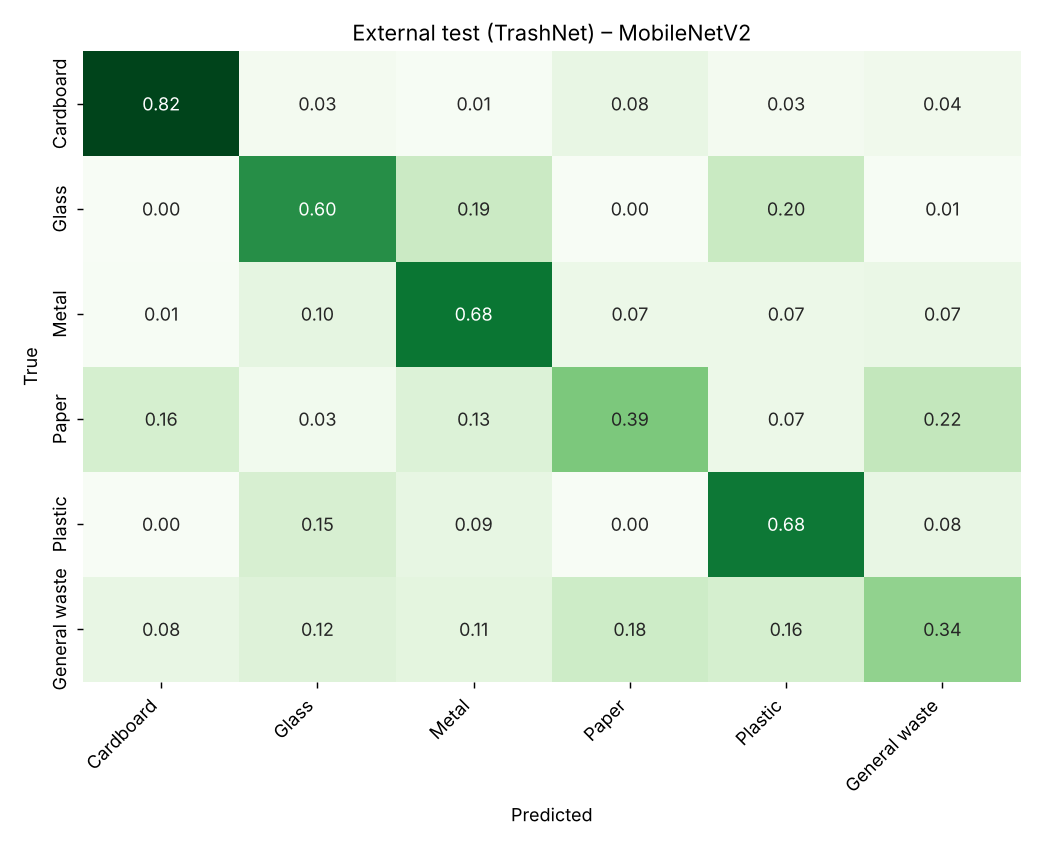 External test (TrashNet) – MobileNetV2
True
Cardboard 0.82 0.03 0.01 0.08 0.03 0.04
Glass 0.00 0.60 0.19 0.00 0.20 0.01
Metal 0.01 0.10 0.68 0.07 0.07 0.07
Paper 0.16 0.03 0.13 0.39 0.07 0.22
Plastic 0.00 0.15 0.09 0.00 0.68 0.08
General waste 0.08 0.12 0.11 0.18 0.16 0.34
Cardboard Glass Metal Paper Plastic General waste
Predicted